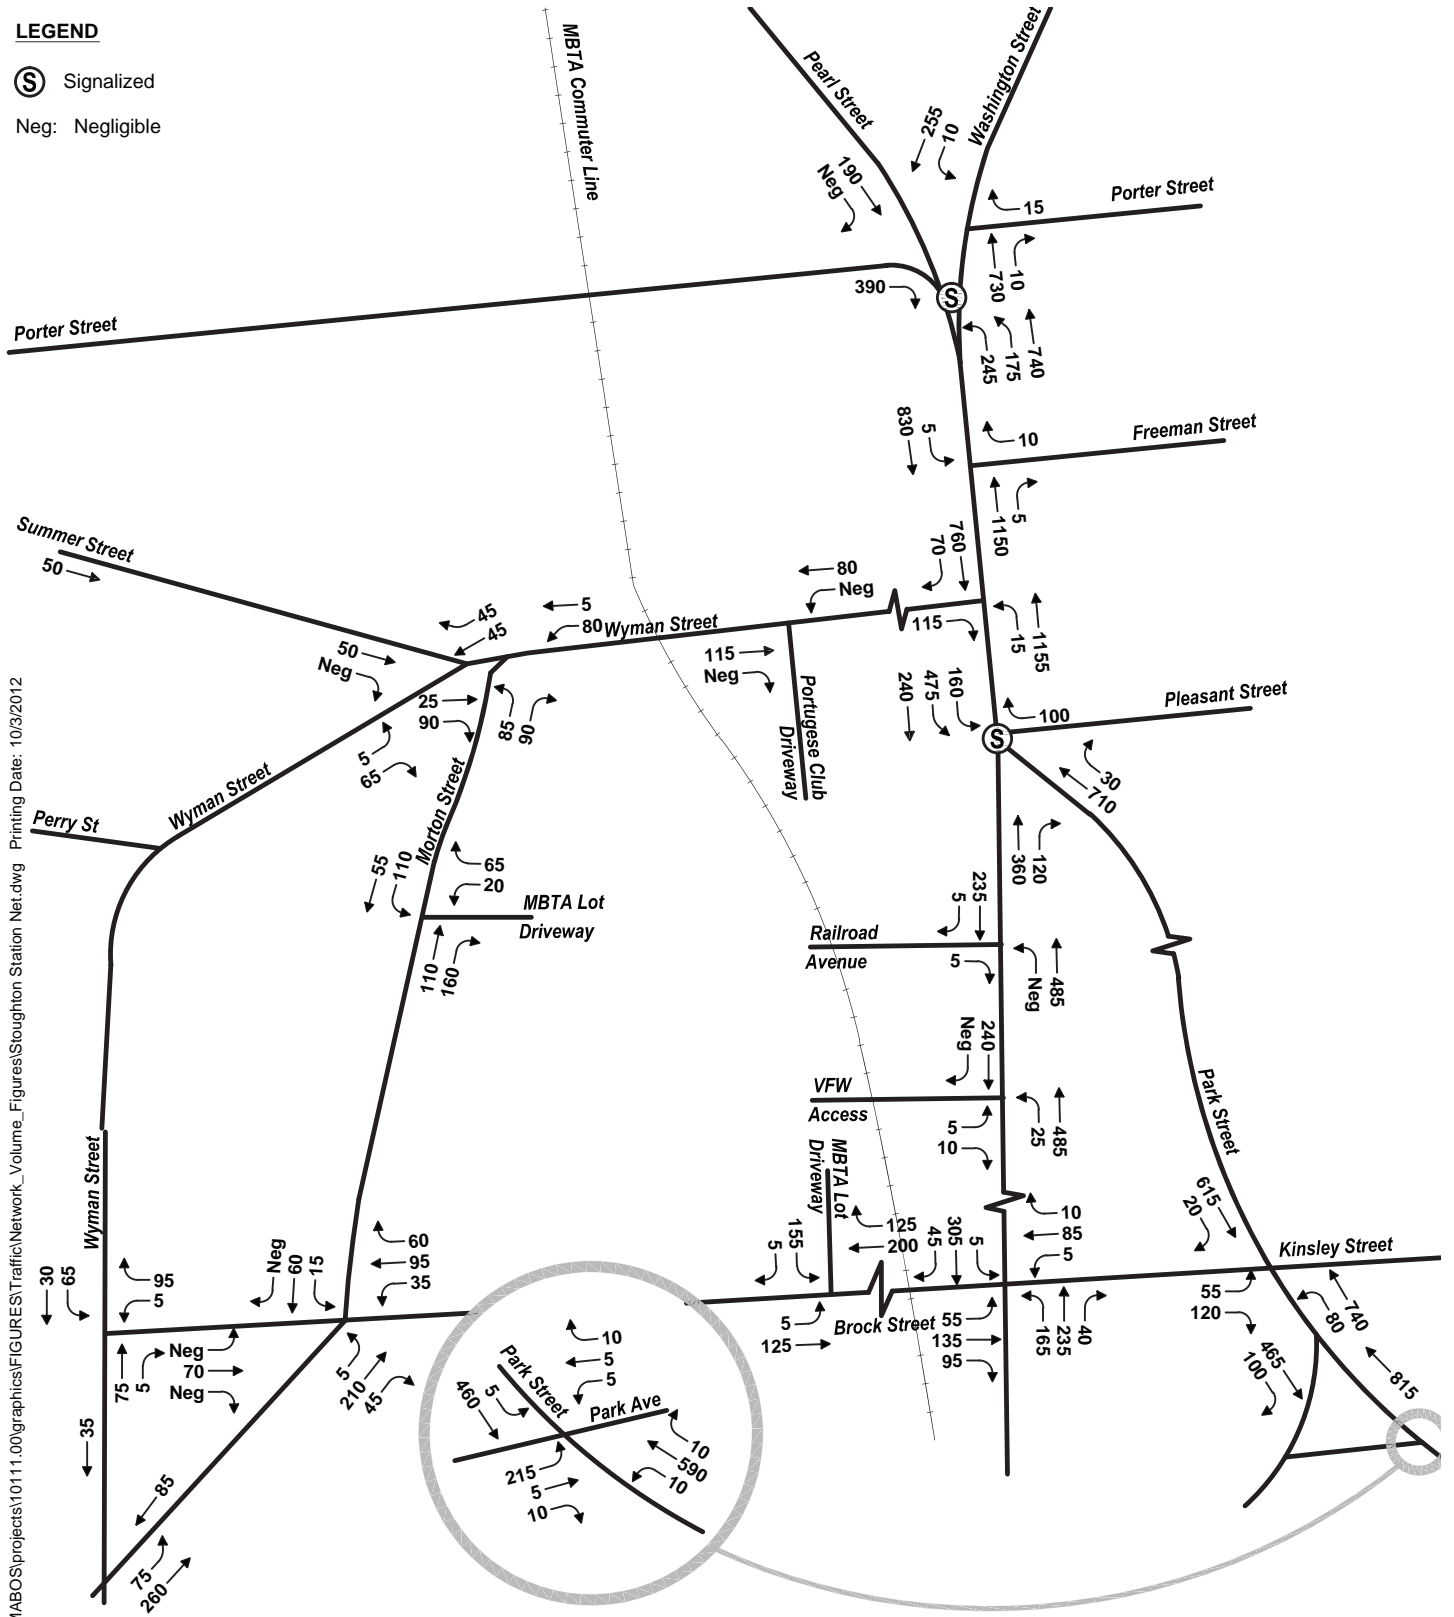 LEGEND
S Signalized
Neg: Negligible
MBTA Commuter Line
Pearl Street
Washington Street
255
10
190
Neg
Porter Street
15
730
10
390
S
Porter Street
245
175
740
830
5
10
Freeman Street
1150
5
Summer Street
50
760
70
80
Neg
45
45
5
80
Wyman Street
115
15
1155
50
Neg
25
90
85
90
115
Neg
Portugese Club
Driveway
240
475
160
100
Pleasant Street
S
30
710
5
65
Wyman Street
Perry St
Morton Street
55
110
65
20
MBTA Lot
Driveway
110
160
360
120
235
5
Railroad
Avenue
5
Neg
485
Neg
240
VFW
Access
5
10
25
485
Park Street
MBTA Lot
Driveway
Wyman Street
615
20
10
85
5
125
200
155
5
45
305
5
Kinsley Street
30
65
95
5
Neg
60
15
60
95
35
5
125
Brock Street
55
135
95
165
235
40
55
120
80
740
75
5
Neg
70
Neg
5
210
45
465
100
815
10
5
5
Park Street
5
460
Park Ave
215
5
10
10
590
10
35
85
75
260
IABOS\projects\10111.00\graphics\FIGURES\Traffic\Network_Volume_Figures\Stoughton Station Net.dwg Printing Date: 10/3/2012